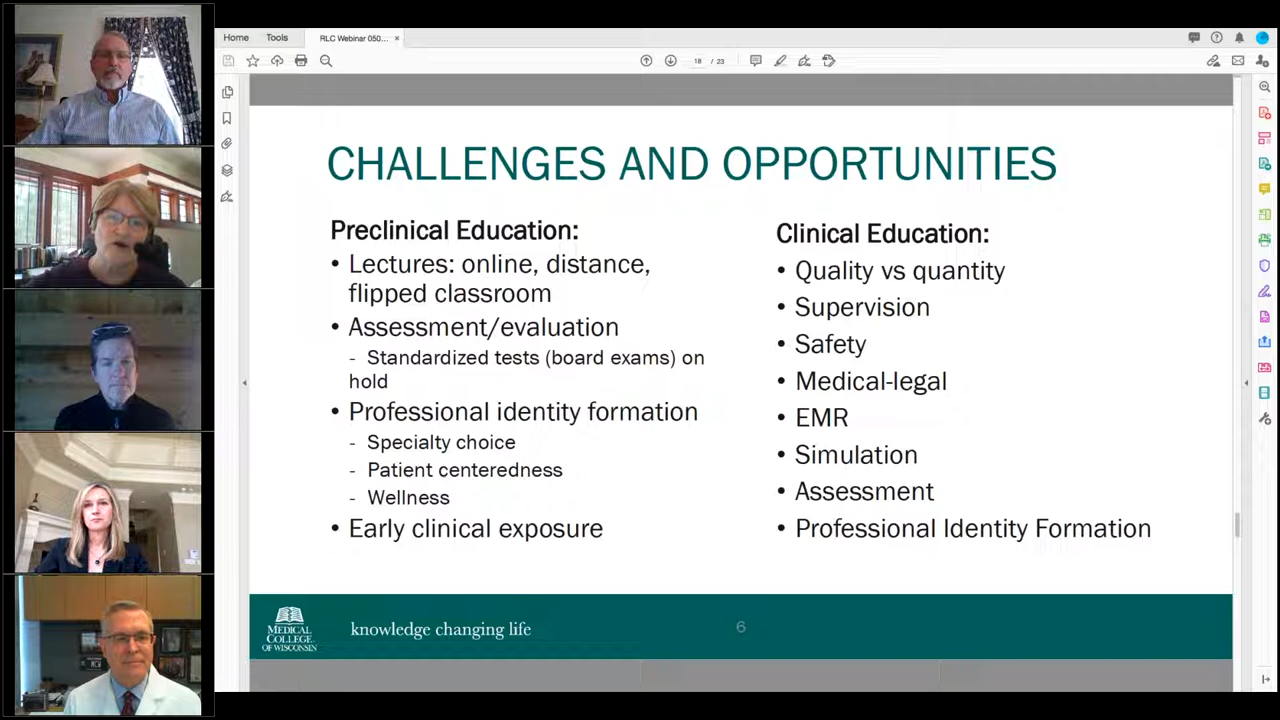 Home
Tools
RLC Webinar 050...
18 / 23
CHALLENGES AND OPPORTUNITIES
Preclinical Education:
• Lectures: online, distance,
flipped classroom
• Assessment/evaluation
- Standardized tests (board exams) on
hold
• Professional identity formation
- Specialty choice
- Patient centeredness
- Wellness
• Early clinical exposure
Clinical Education:
• Quality vs quantity
• Supervision
• Safety
• Medical-legal
• EMR
• Simulation
• Assessment
• Professional Identity Formation
MEDICAL
COLLEGE
OF WISCONSIN
knowledge changing life
6